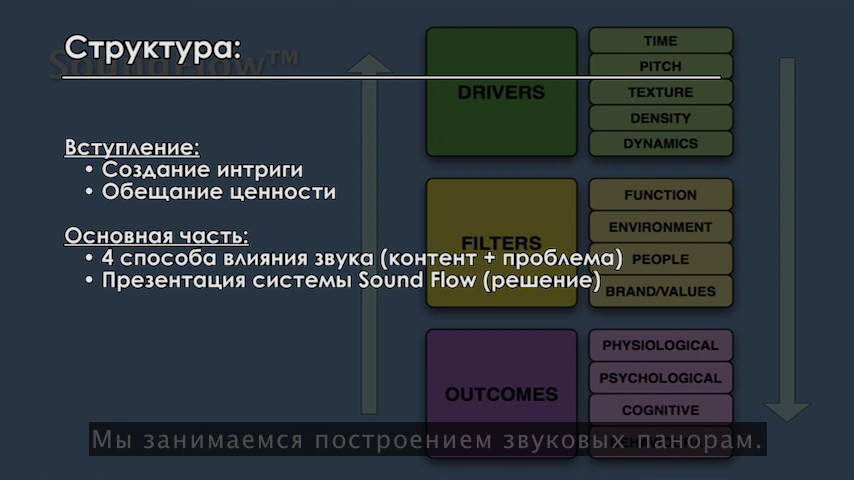 Структура:
SoundFlow™
Вступление:
• Создание интриги
• Обещание ценности
Основная часть:
• 4 способа влияния звука (контент + проблема)
• Презентация системы Sound Flow (решение)
DRIVERS
TIME
PITCH
TEXTURE
DENSITY
DYNAMICS
FILTERS
FUNCTION
ENVIRONMENT
PEOPLE
BRAND/VALUES
OUTCOMES
PHYSIOLOGICAL
PSYCHOLOGICAL
COGNITIVE
Мы занимаемся построением звуковых панорам.